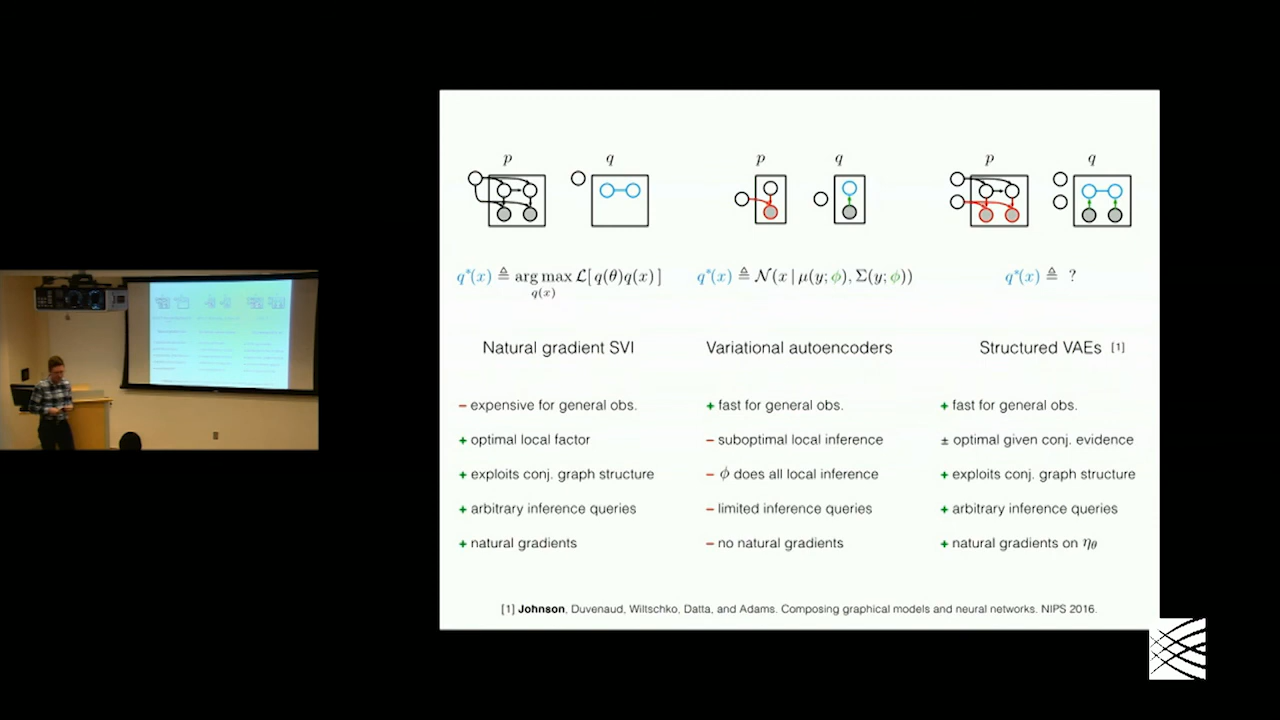 p q p q p q
q*(x) ≜ arg max L[ q(θ)q(x) ] q*(x) ≜ N(x | μ(y; φ), Σ(y; φ)) q*(x) ≜ ?
q(x)
Natural gradient SVI
– expensive for general obs.
+ optimal local factor
+ exploits conj. graph structure
+ arbitrary inference queries
+ natural gradients
Variational autoencoders
+ fast for general obs.
– suboptimal local inference
– φ does all local inference
– limited inference queries
– no natural gradients
Structured VAEs [1]
+ fast for general obs.
± optimal given conj. evidence
+ exploits conj. graph structure
+ arbitrary inference queries
+ natural gradients on ηθ
[1] Johnson, Duvenaud, Wiltschko, Datta, and Adams. Composing graphical models and neural networks. NIPS 2016.